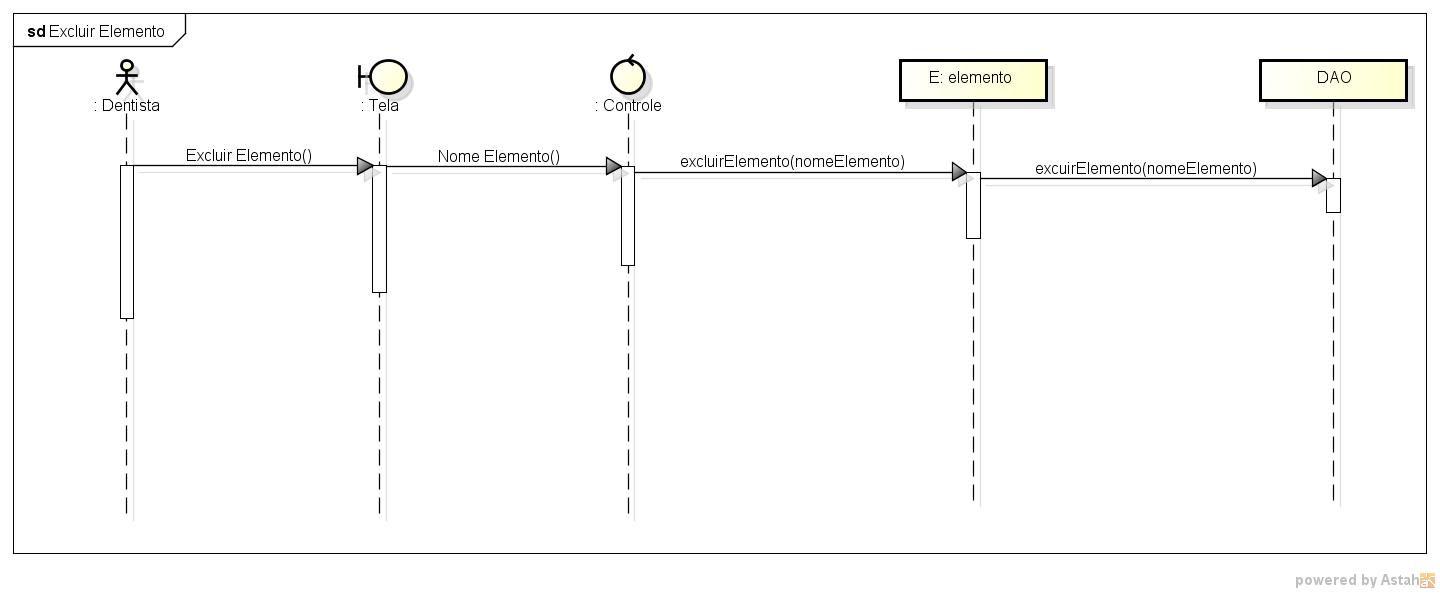 sd Excluir Elemento
: Dentista
: Tela
: Controle
E: elemento
DAO
Excluir Elemento()
Nome Elemento()
excluirElemento(nomeElemento)
excuirElemento(nomeElemento)
powered by Astah